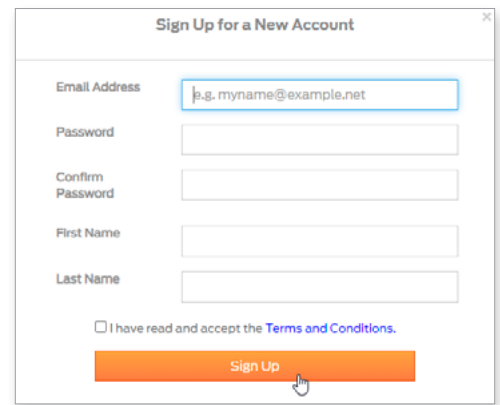 Sign Up for a New Account
×
Email Address
e.g. myname@example.net
Password
Confirm
Password
First Name
Last Name
I have read and accept the Terms and Conditions.
Sign Up